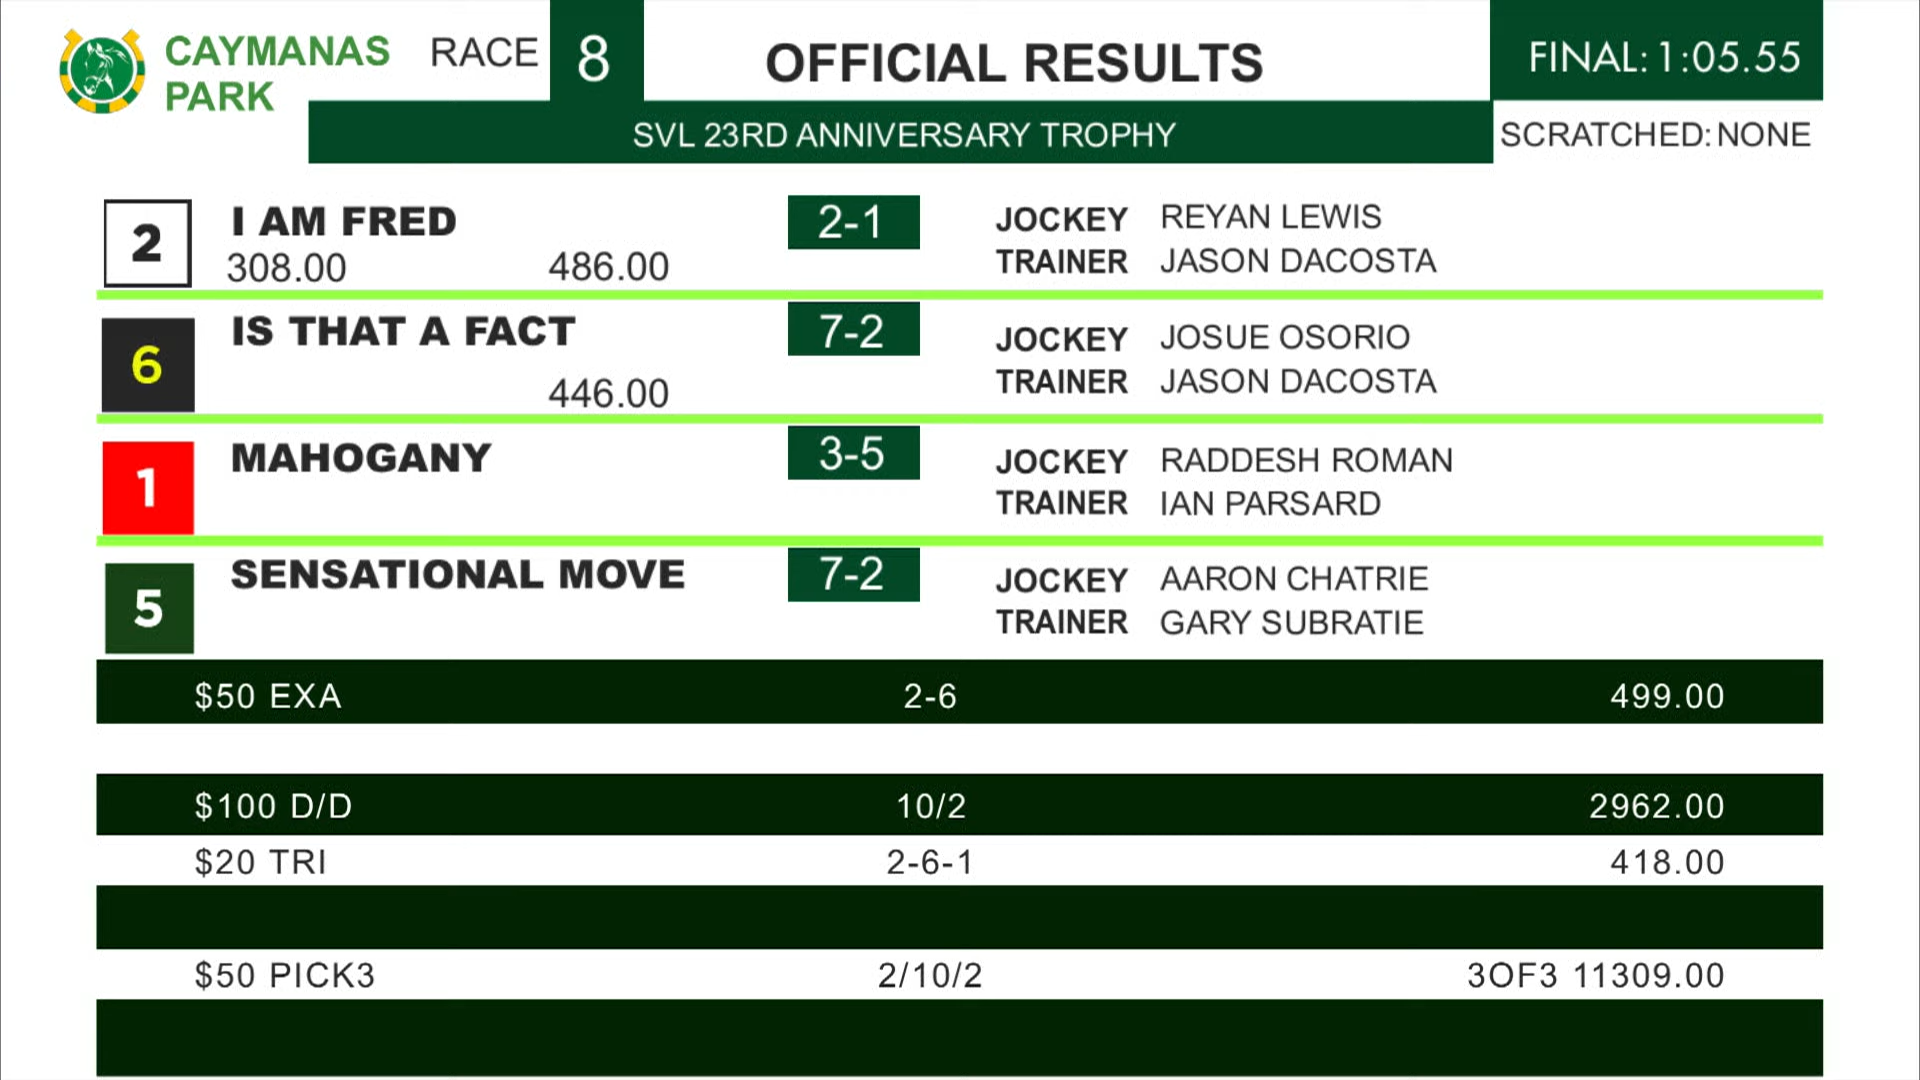 CAYMANAS PARK
RACE 8
OFFICIAL RESULTS
FINAL: 1:05.55
SVL 23RD ANNIVERSARY TROPHY
SCRATCHED: NONE
2 I AM FRED 2-1 JOCKEY REYAN LEWIS
308.00 486.00 TRAINER JASON DACOSTA
6 IS THAT A FACT 7-2 JOCKEY JOSUE OSORIO
446.00 TRAINER JASON DACOSTA
1 MAHOGANY 3-5 JOCKEY RADDESH ROMAN
TRAINER IAN PARSARD
5 SENSATIONAL MOVE 7-2 JOCKEY AARON CHATRIE
TRAINER GARY SUBRATIE
$50 EXA 2-6 499.00
$100 D/D 10/2 2962.00
$20 TRI 2-6-1 418.00
$50 PICK3 2/10/2 3OF3 11309.00